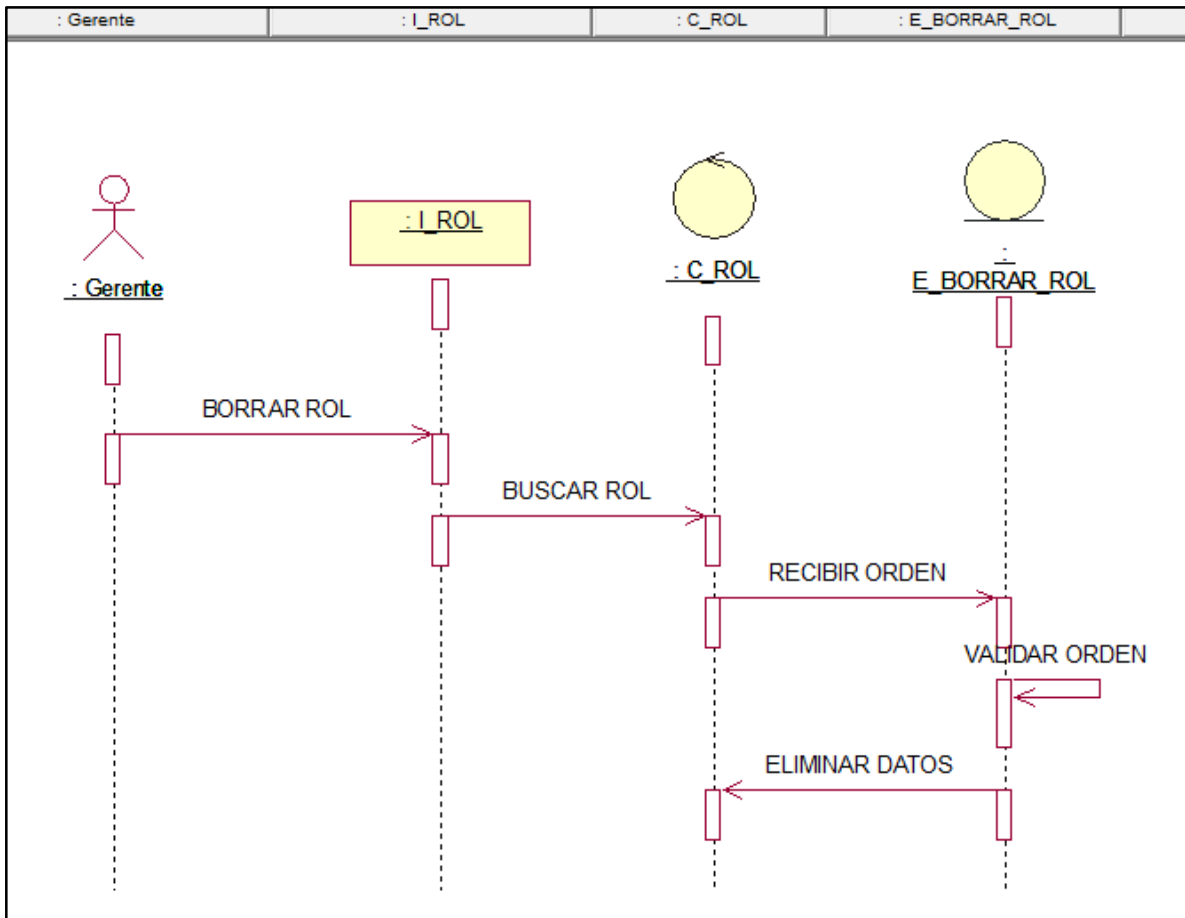 : Gerente
: I_ROL
: C_ROL
: E_BORRAR_ROL
: I_ROL
: C_ROL
:
E_BORRAR_ROL
: Gerente
BORRAR ROL
BUSCAR ROL
RECIBIR ORDEN
VALIDAR ORDEN
ELIMINAR DATOS